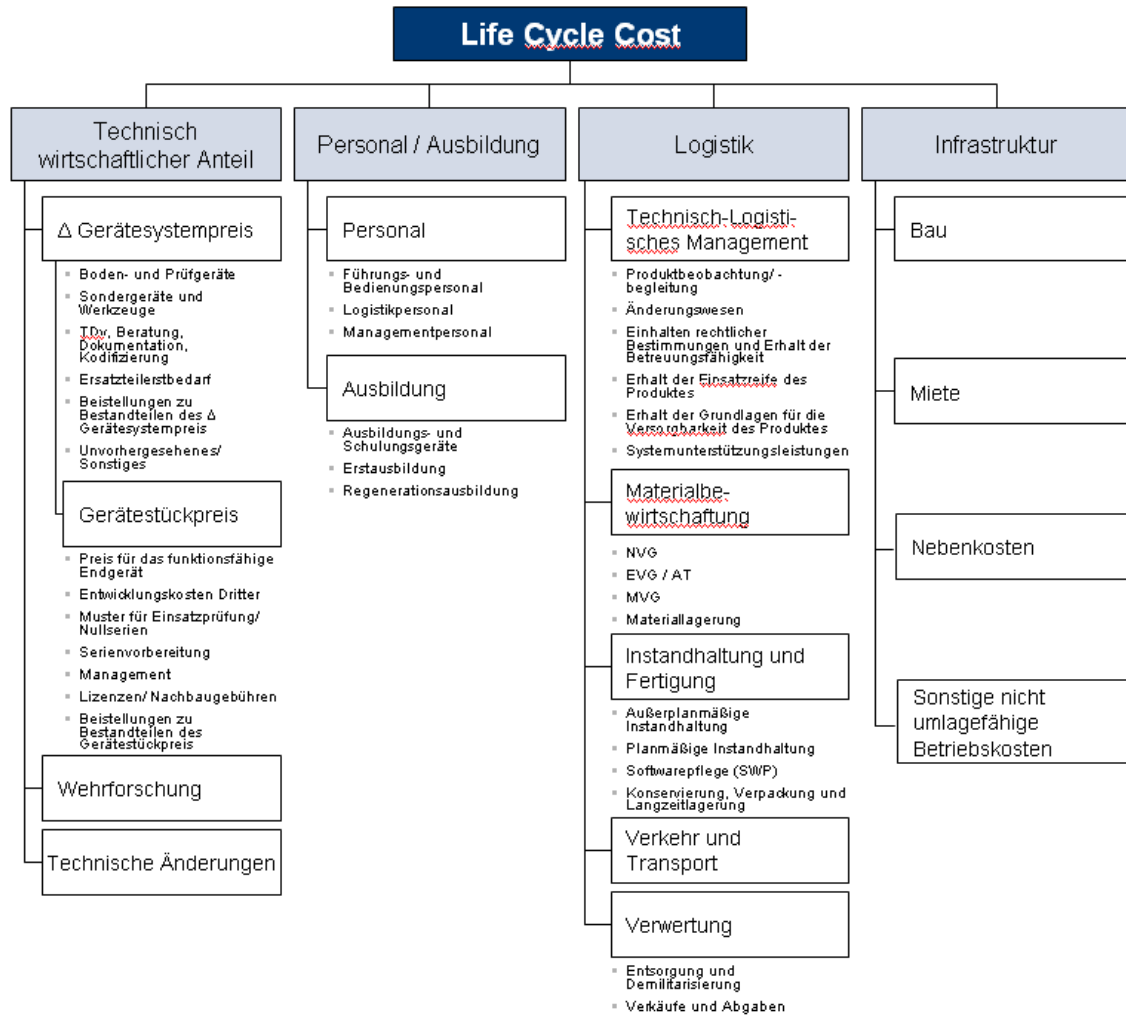 Life Cycle Cost
Technisch
wirtschaftlicher Anteil
Δ Gerätesystempreis
Boden- und Prüfgeräte
Sondergeräte und
Werkzeuge
TDv, Beratung,
Dokumentation,
Kodifizierung
Ersatzteilerstbedarf
Beistellungen zu
Bestandteilen des Δ
Gerätesystempreis
Unvorhergesehenes/
Sonstiges
Gerätestückpreis
Preis für das funktionsfähige
Endgerät
Entwicklungskosten Dritter
Muster für Einsatzprüfung/
Nullserien
Serienvorbereitung
Management
Lizenzen/ Nachbaugebühren
Beistellungen zu
Bestandteilen des
Gerätestückpreis
Wehrforschung
Technische Änderungen
Personal / Ausbildung
Personal
Führungs- und
Bedienungspersonal
Logistikpersonal
Managementpersonal
Ausbildung
Ausbildungs- und
Schulungsgeräte
Erstausbildung
Regenerationsausbildung
Logistik
Technisch-Logisti-
sches Management
Produktbeobachtung/ -
begleitung
Änderungswesen
Einhalten rechtlicher
Bestimmungen und Erhalt der
Betreuungsfähigkeit
Erhalt der Einsatzreife des
Produktes
Erhalt der Grundlagen für die
Versorgbarkeit des Produktes
Systemunterstützungsleistungen
Materialbe-
wirtschaftung
NVG
EVG / AT
MVG
Materiallagerung
Instandhaltung und
Fertigung
Außerplanmäßige
Instandhaltung
Planmäßige Instandhaltung
Softwarepflege (SWP)
Konservierung, Verpackung und
Langzeitlagerung
Verkehr und
Transport
Verwertung
Entsorgung und
Demilitarisierung
Verkäufe und Abgaben
Infrastruktur
Bau
Miete
Nebenkosten
Sonstige nicht
umlagefähige
Betriebskosten